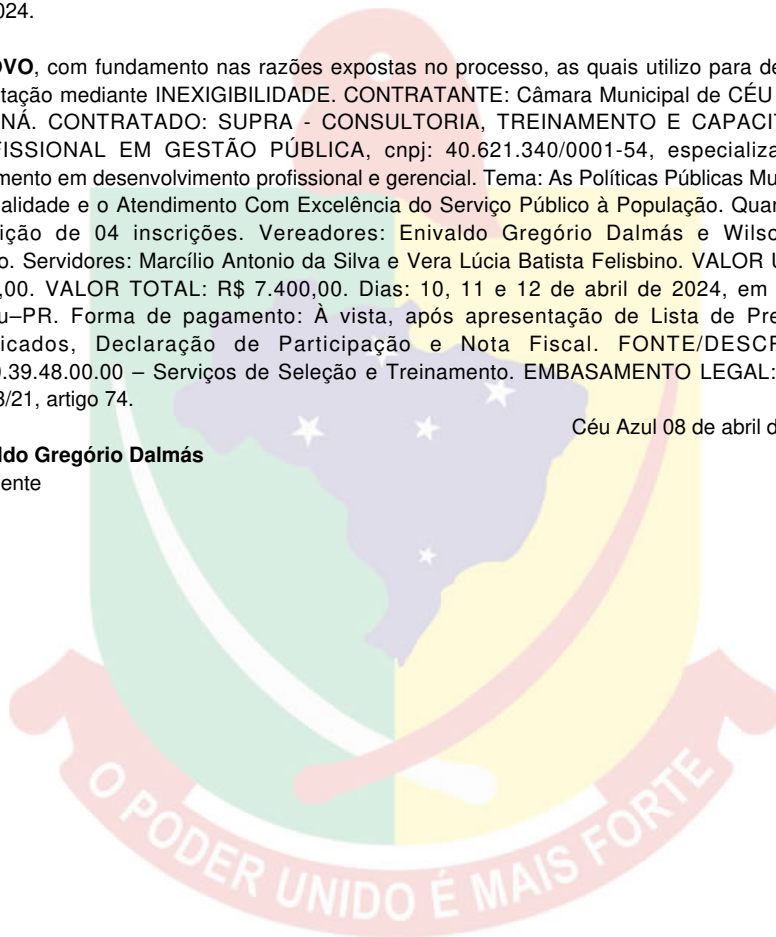 024.
OVO, com fundamento nas razões expostas no processo, as quais utilizo para de
tação mediante INEXIGIBILIDADE. CONTRATANTE: Câmara Municipal de CÉU
NÁ. CONTRATADO: SUPRA - CONSULTORIA, TREINAMENTO E CAPACIT
FISSIONAL EM GESTÃO PÚBLICA, cnpj: 40.621.340/0001-54, especializa
mento em desenvolvimento profissional e gerencial. Tema: As Políticas Públicas Mu
alidade e o Atendimento Com Excelência do Serviço Público à População. Quar
ição de 04 inscrições. Vereadores: Enivaldo Gregório Dalmás e Wilso
o. Servidores: Marcílio Antonio da Silva e Vera Lúcia Batista Felisbino. VALOR U
,00. VALOR TOTAL: R$ 7.400,00. Dias: 10, 11 e 12 de abril de 2024, em
u–PR. Forma de pagamento: À vista, após apresentação de Lista de Pre
icados, Declaração de Participação e Nota Fiscal. FONTE/DESCR
0.39.48.00.00 – Serviços de Seleção e Treinamento. EMBASAMENTO LEGAL:
3/21, artigo 74.
Céu Azul 08 de abril d
ldo Gregório Dalmás
ente
O PODER UNIDO É MAIS FORTE